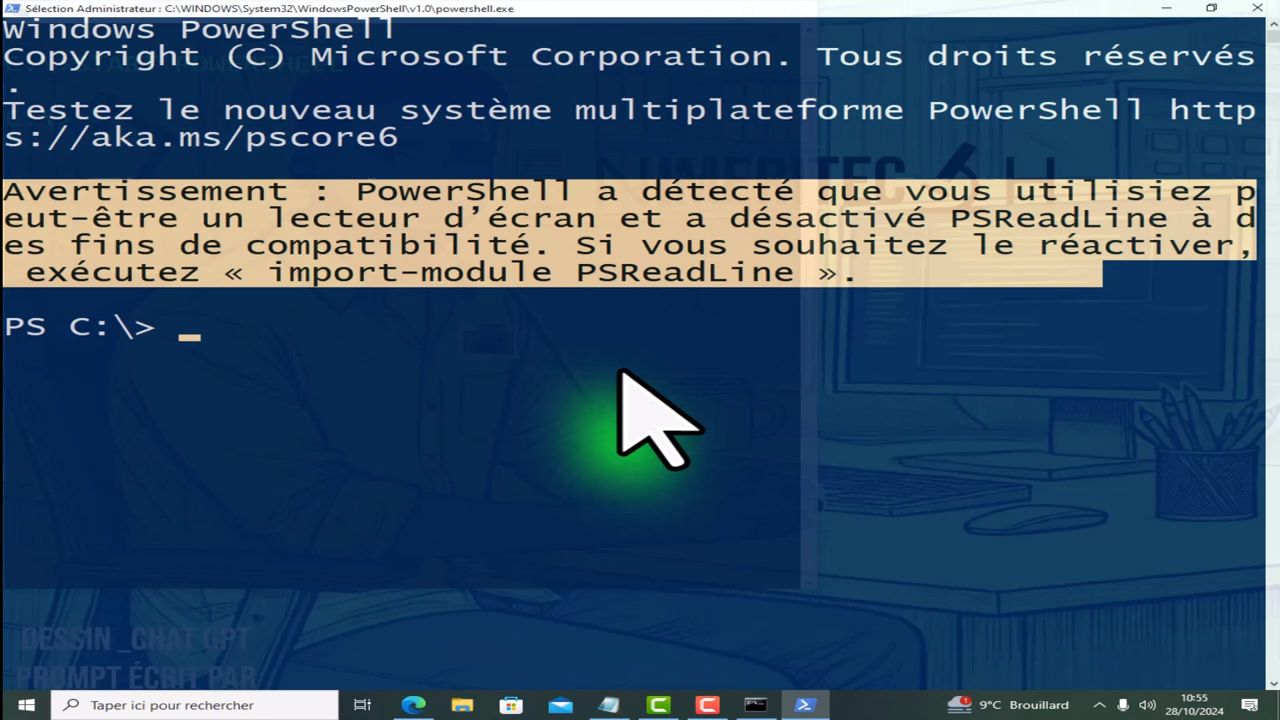 Sélection Administrateur : C:\WINDOWS\System32\WindowsPowerShell\v1.0\powershell.exe
Windows PowerShell
Copyright (C) Microsoft Corporation. Tous droits réservés
.
Testez le nouveau système multiplateforme PowerShell http
s://aka.ms/pscore6
Avertissement : PowerShell a détecté que vous utilisiez p
eut-être un lecteur d’écran et a désactivé PSReadLine à d
es fins de compatibilité. Si vous souhaitez le réactiver,
exécutez « import-module PSReadLine ».
PS C:\>
DESSIN _CHAT GPT
PROMPT ÉCRIT PAR
Taper ici pour rechercher
9°C Brouillard
10:55
28/10/2024